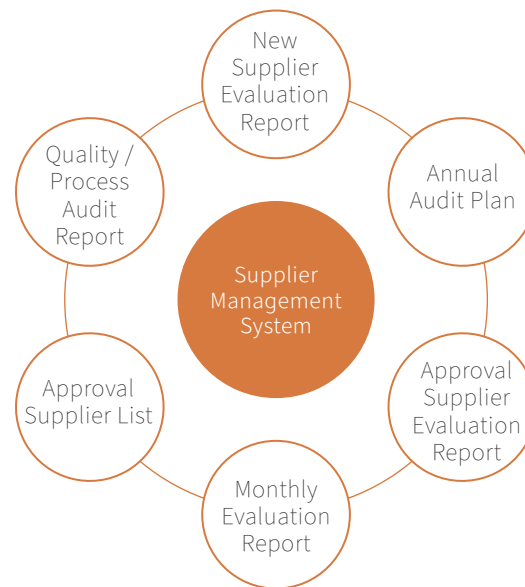 New
Supplier
Evaluation
Report
Annual
Audit Plan
Approval
Supplier
Evaluation
Report
Monthly
Evaluation
Report
Approval
Supplier List
Quality /
Process
Audit
Report
Supplier
Management
System